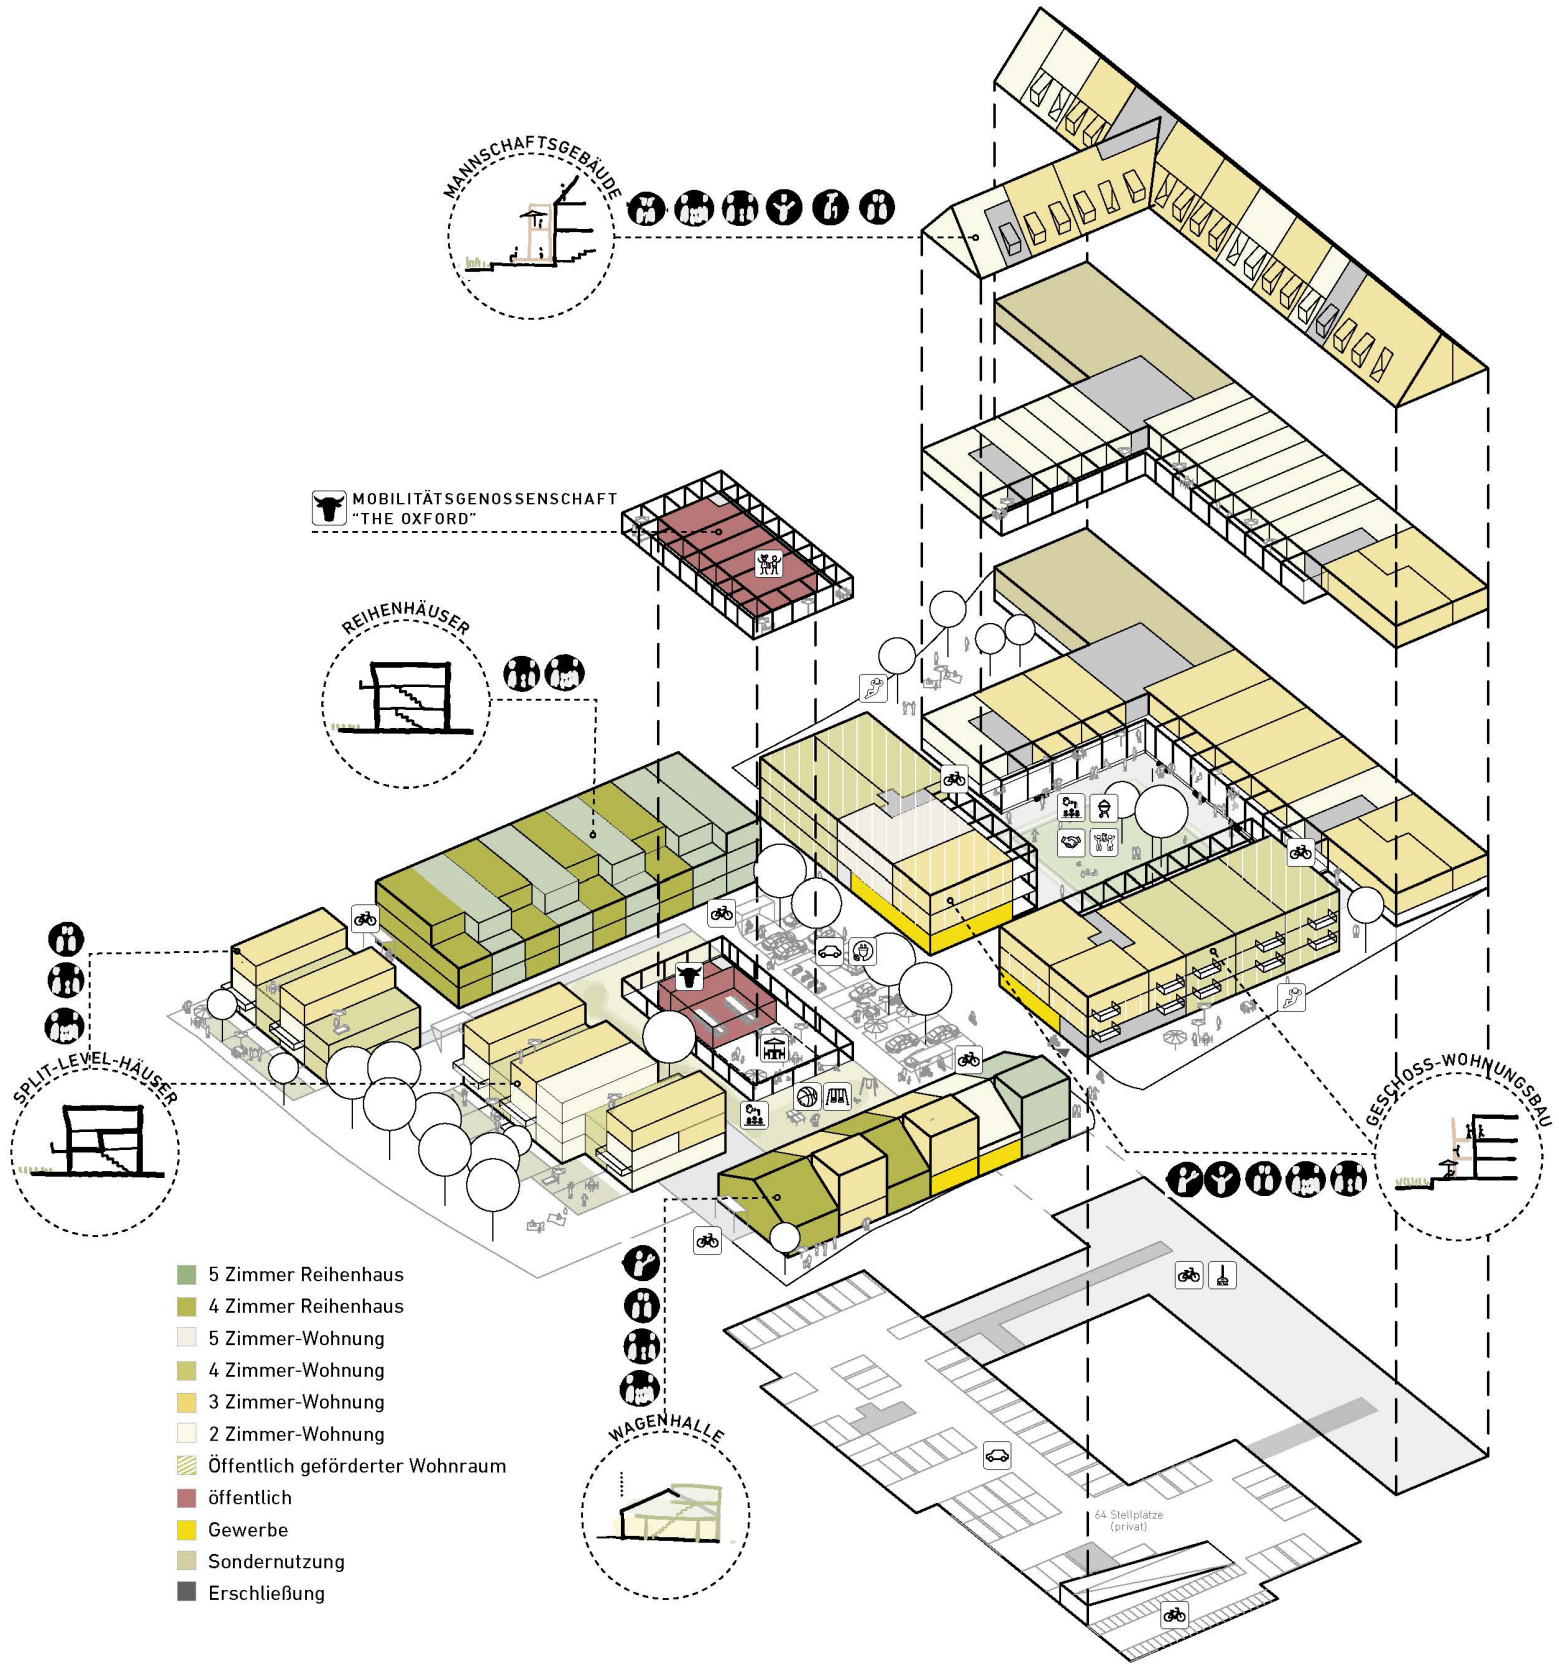 MANNSCHAFTSGEBÄUDE
MOBILITÄTSGENOSSENSCHAFT
“THE OXFORD”
REIHENHÄUSER
SPLIT-LEVEL-HÄUSER
GESCHOSS-WOHNUNGSBAU
WAGENHALLE
5 Zimmer Reihenhaus
4 Zimmer Reihenhaus
5 Zimmer-Wohnung
4 Zimmer-Wohnung
3 Zimmer-Wohnung
2 Zimmer-Wohnung
Öffentlich geförderter Wohnraum
öffentlich
Gewerbe
Sondernutzung
Erschließung
64 Stellplätze
(privat)